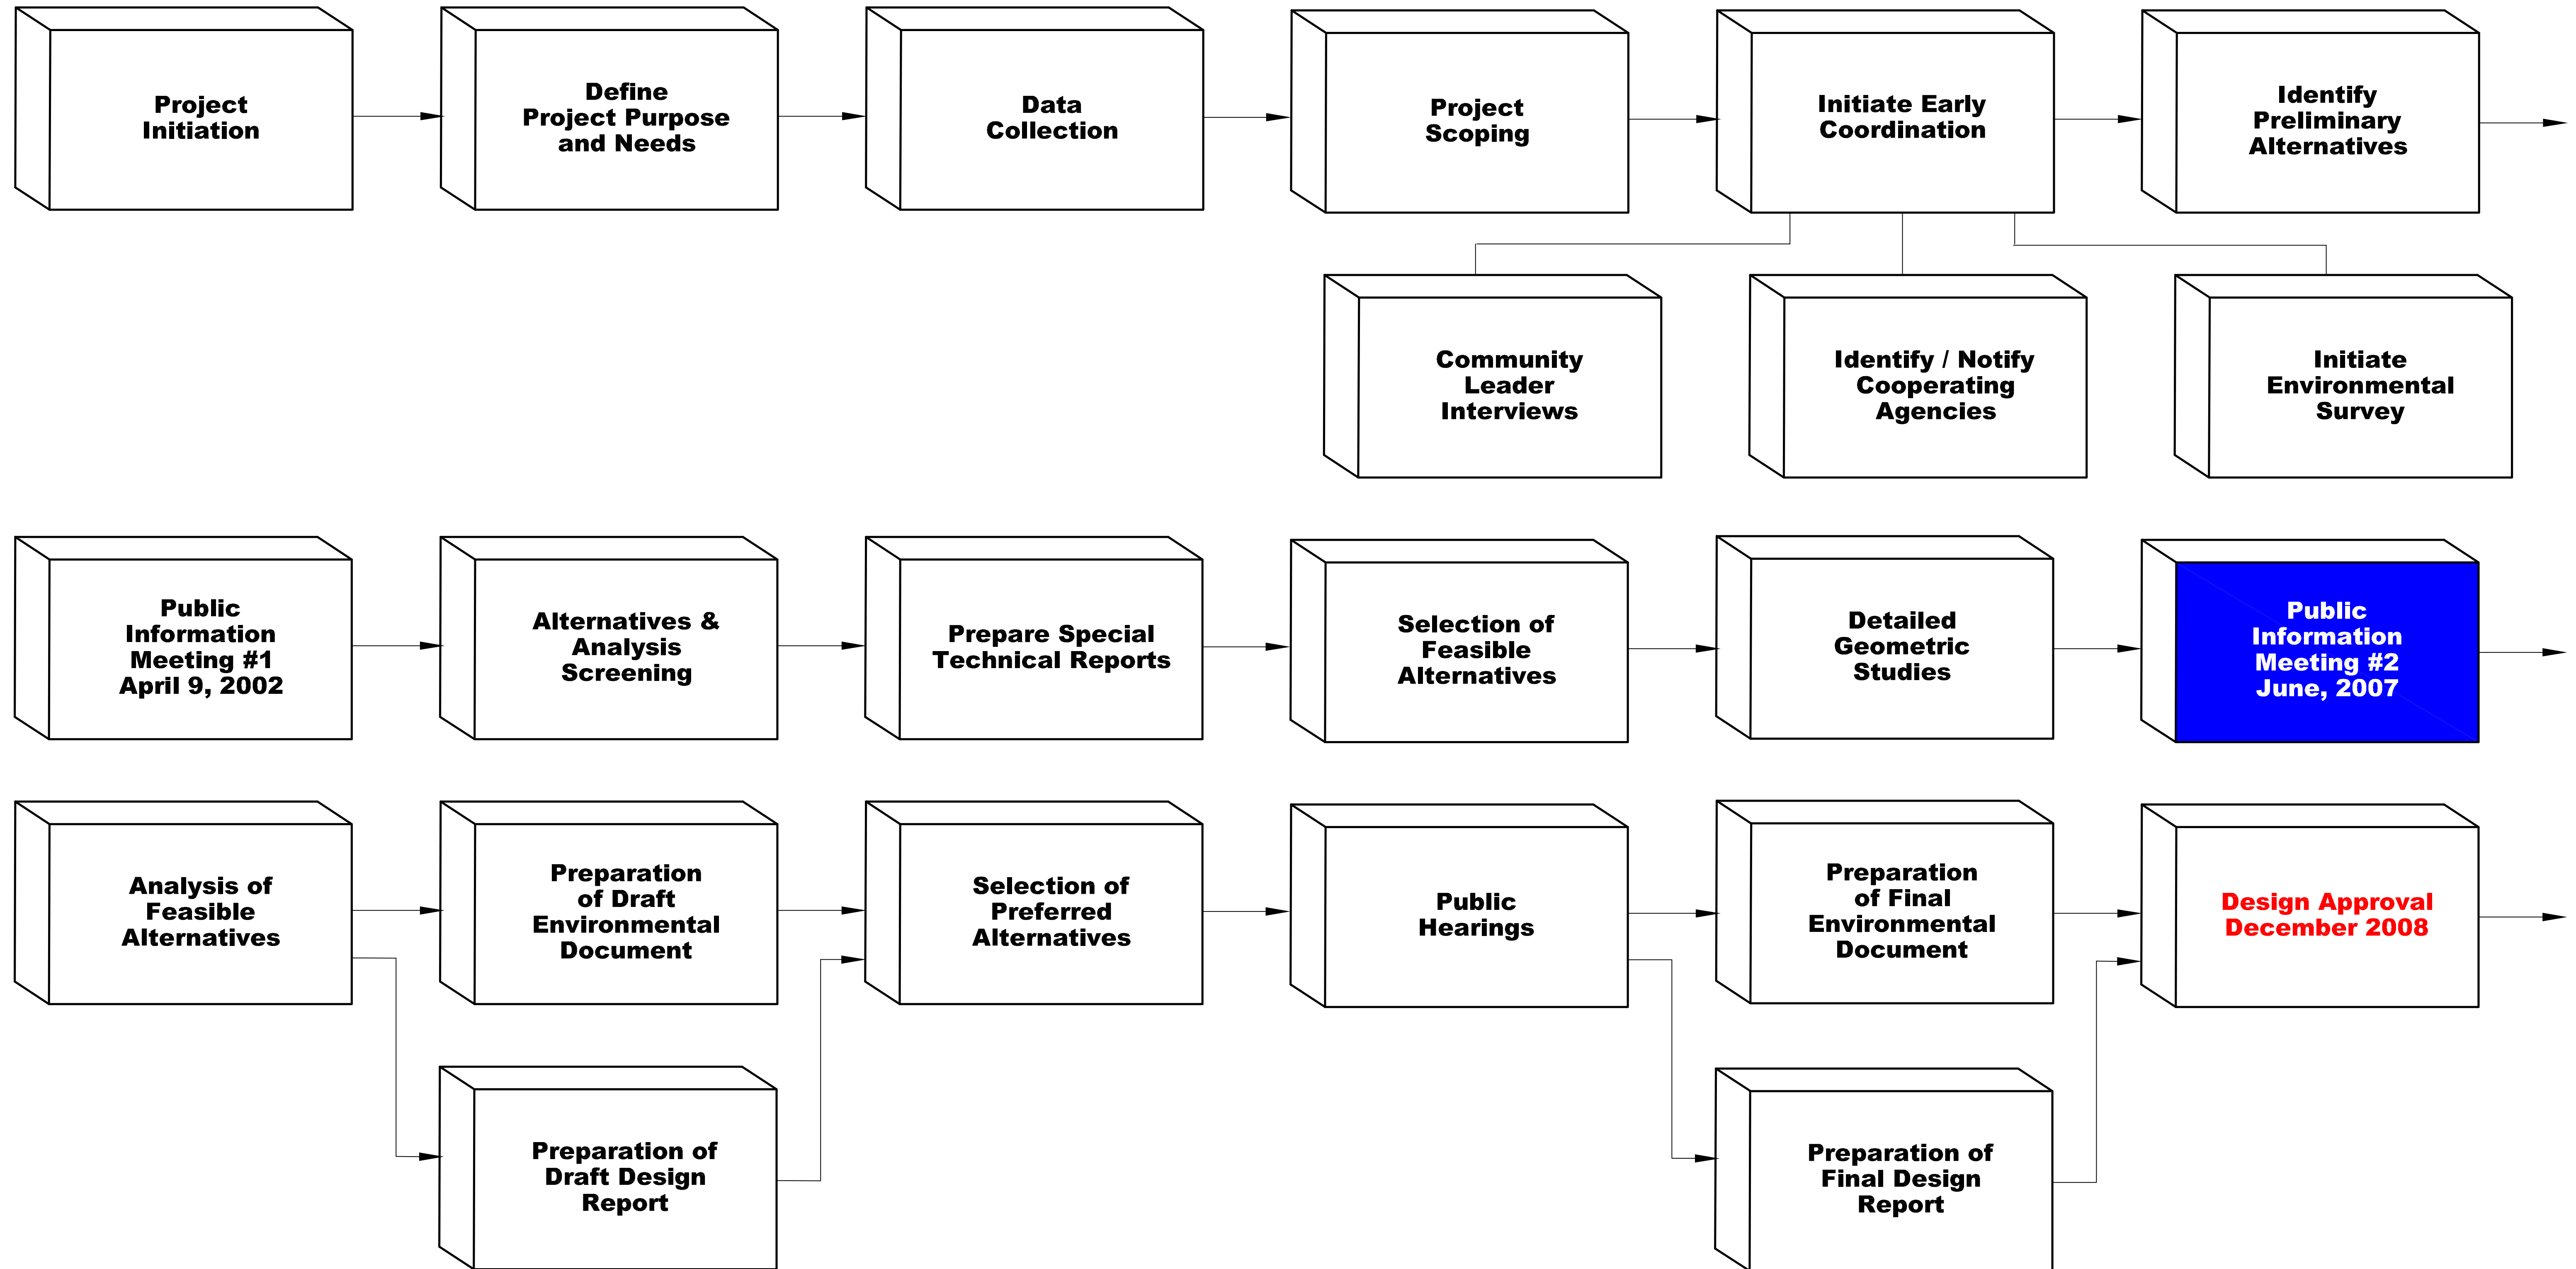 Project
Initiation
Define
Project Purpose
and Needs
Data
Collection
Project
Scoping
Initiate Early
Coordination
Identify
Preliminary
Alternatives
Community
Leader
Interviews
Identify / Notify
Cooperating
Agencies
Initiate
Environmental
Survey
Public
Information
Meeting #1
April 9, 2002
Alternatives &
Analysis
Screening
Prepare Special
Technical Reports
Selection of
Feasible
Alternatives
Detailed
Geometric
Studies
Public
Information
Meeting #2
June, 2007
Analysis of
Feasible
Alternatives
Preparation
of Draft
Environmental
Document
Selection of
Preferred
Alternatives
Public
Hearings
Preparation
of Final
Environmental
Document
Design Approval
December 2008
Preparation of
Draft Design
Report
Preparation of
Final Design
Report